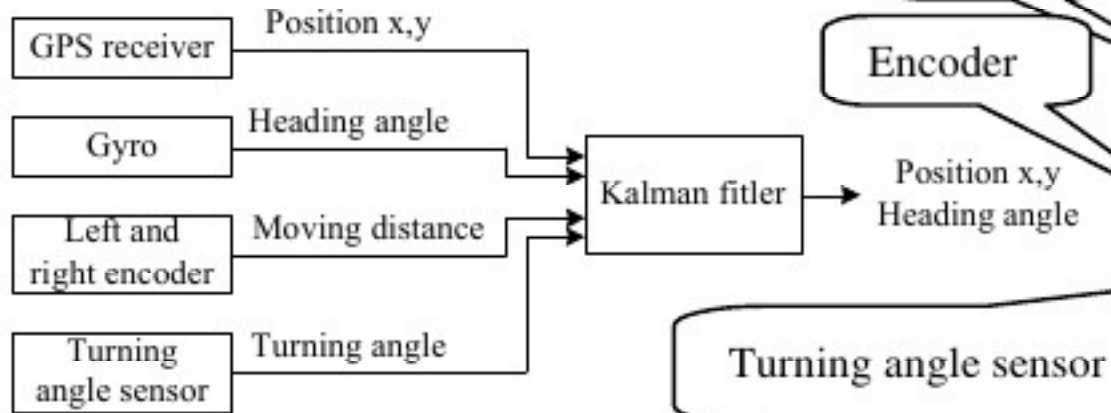 GPS receiver
Position x,y
Gyro
Heading angle
Left and
right encoder
Moving distance
Turning
angle sensor
Turning angle
Kalman fitler
Position x,y
Heading angle
Encoder
Turning angle sensor